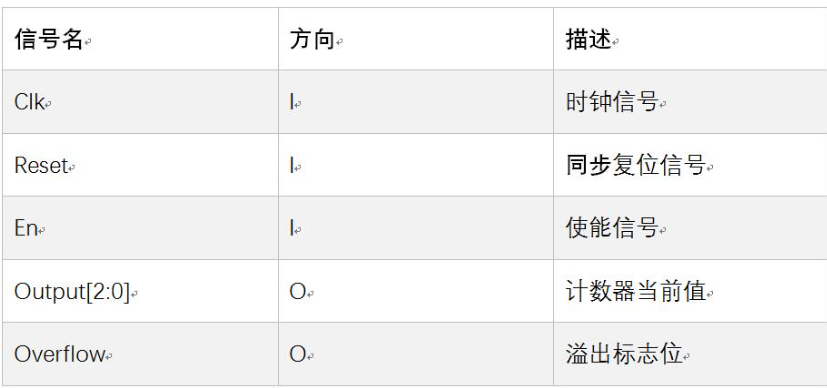 信号名 方向 描述
Clk I 时钟信号
Reset I 同步复位信号
En I 使能信号
Output[2:0] O 计数器当前值
Overflow O 溢出标志位